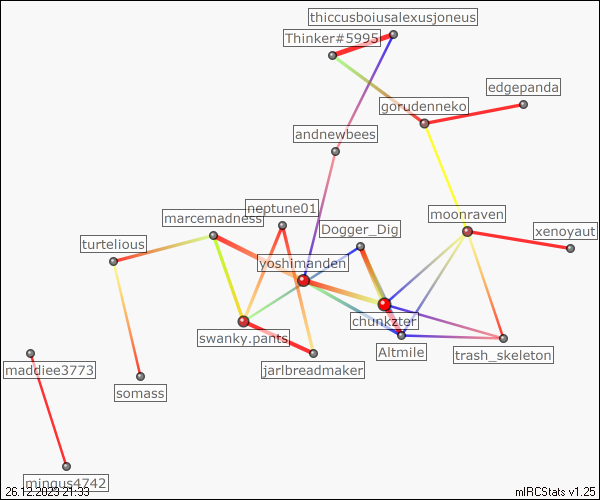 thiccusboiusalexusjoneus
Thinker#5995
edgepanda
gorudenneko
andnewbees
neptune01
moonraven
marcemadness
Dogger_Dig
xenoyaut
turtelious
yoshimanden
chunkzter
swanky.pants
Altmile
trash_skeleton
maddiee3773
jarlbreadmaker
somass
mingus4742
26.12.2023 21:33
mIRCStats v1.25